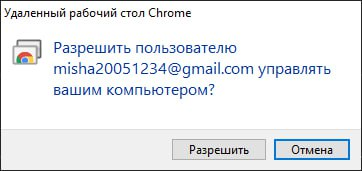 Удаленный рабочий стол Chrome
Разрешить пользователю
misha20051234@gmail.com управлять
вашим компьютером?
Разрешить Отмена